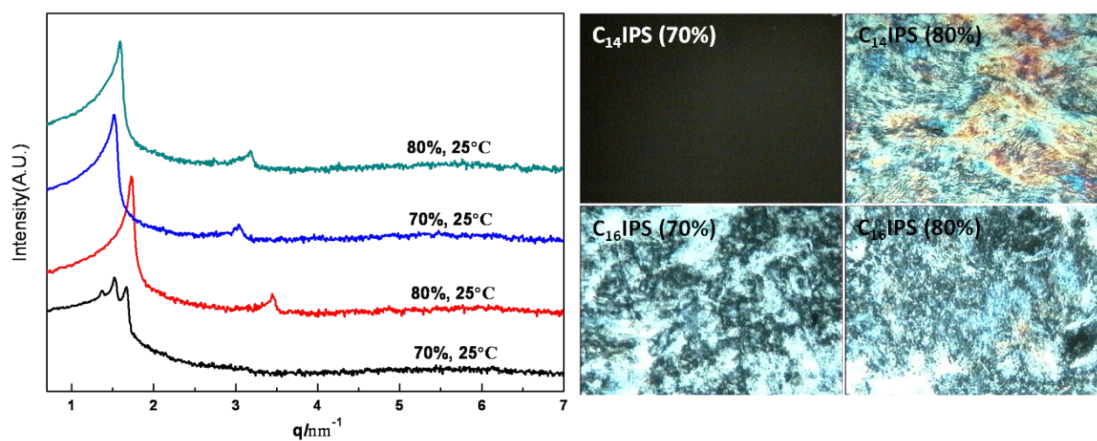 Intensity(A.U.)
80%, 25°C
70%, 25°C
80%, 25°C
70%, 25°C
1 2 3 4 5 6 7
q/nm⁻¹
C₁₄IPS (70%)
C₁₄IPS (80%)
C₁₆IPS (70%)
C₁₆IPS (80%)